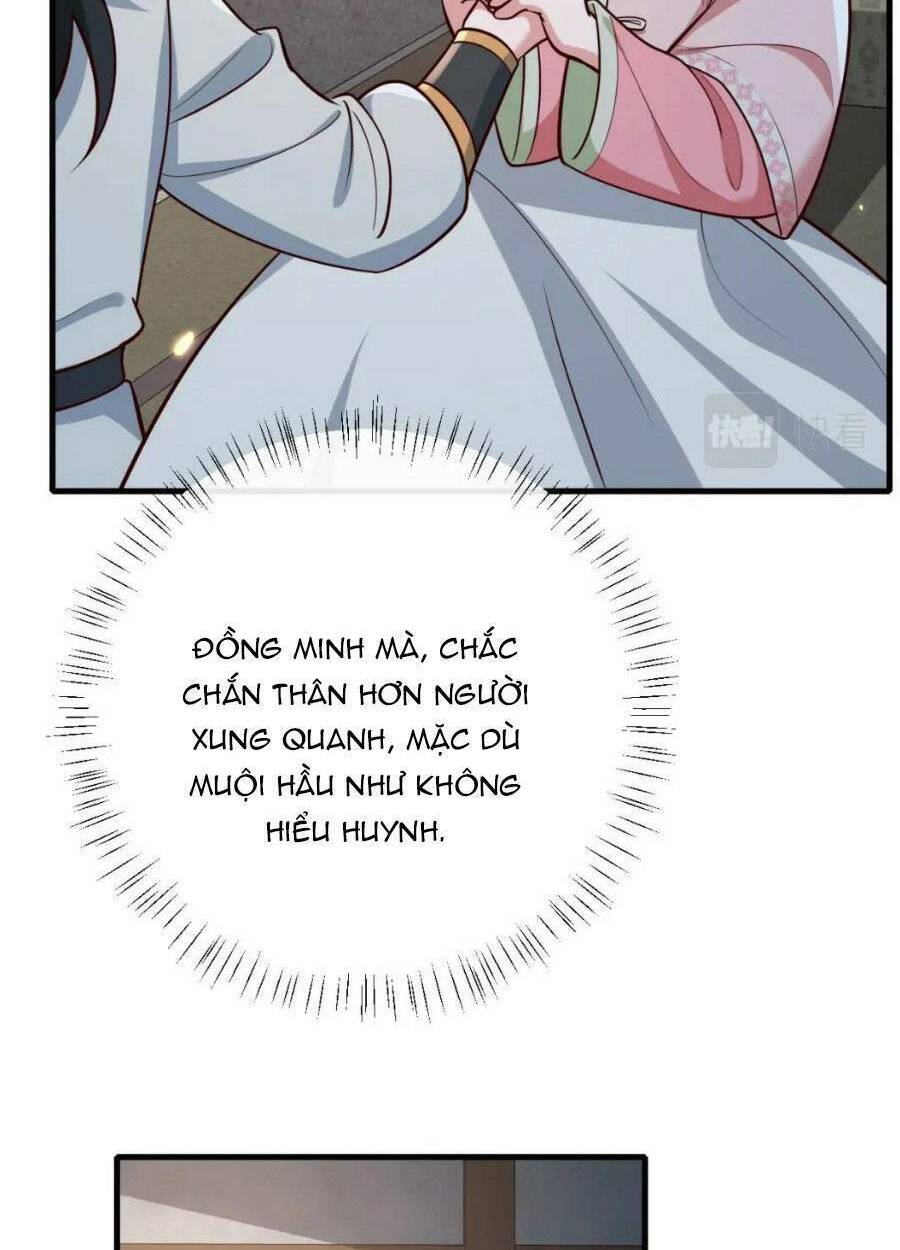 快看! 快看
ĐỒNG MINH MÀ, CHẮC
CHẮN THÂN HƠN NGƯỜI
XUNG QUANH, MẶC DÙ
MUỘI HẦU NHƯ KHÔNG
HIỂU HUYNH.